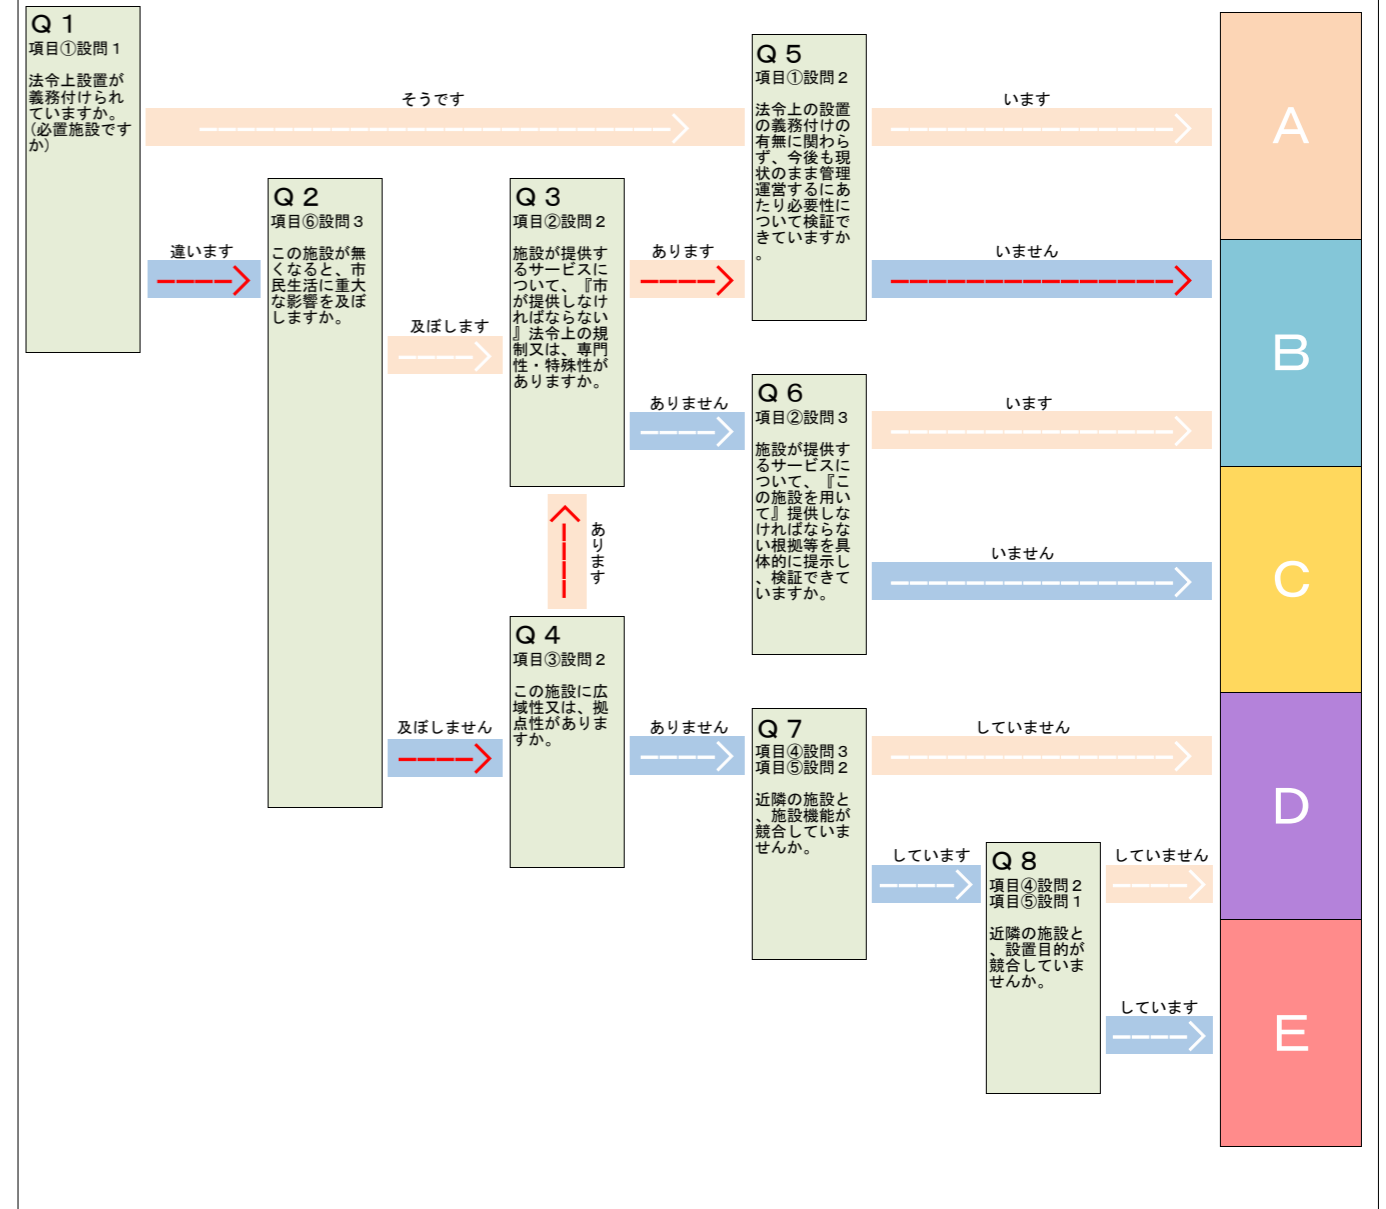 Ｑ１
項目①設問１
法令上設置が
義務付けられ
ていますか。
(必置施設です
か)
そうです
違います
Ｑ２
項目⑥設問３
この施設が無
くなると、市
民生活に重大
な影響を及ぼ
しますか。
及ぼします
及ぼしません
Ｑ３
項目②設問２
施設が提供す
るサービスに
ついて、『市
が提供しなけ
ればならない
』法令上の規
制又は、専門
性・特殊性が
ありますか。
あります
ありません
あります
Ｑ４
項目③設問２
この施設に広
域性又は、拠
点性がありま
すか。
ありません
Ｑ５
項目①設問２
法令上の設置
の義務付けの
有無に関わら
ず、今後も現
状のまま管理
運営するにあ
たり必要性に
ついて検証で
きていますか
。
います
いません
Ｑ６
項目②設問３
施設が提供す
るサービスに
ついて、『こ
の施設を用い
て』提供しな
ければならな
い根拠等を具
体的に提示し
、検証できて
いますか。
います
いません
Ｑ７
項目④設問３
項目⑤設問２
近隣の施設と
、施設機能が
競合していま
せんか。
していません
しています
Ｑ８
項目④設問２
項目⑤設問１
近隣の施設と
、設置目的が
競合していま
せんか。
していません
しています
A
B
C
D
E